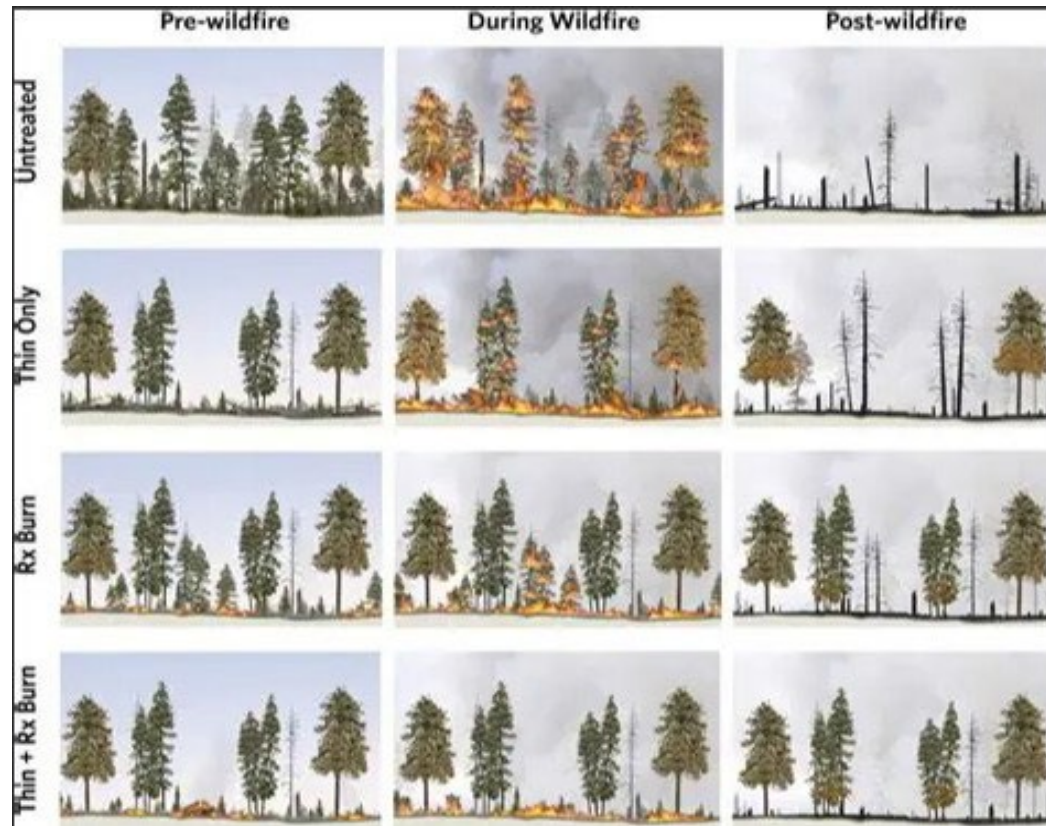 Pre-wildfire
During Wildfire
Post-wildfire
Untreated
Thin Only
Rx Burn
Thin + Rx Burn